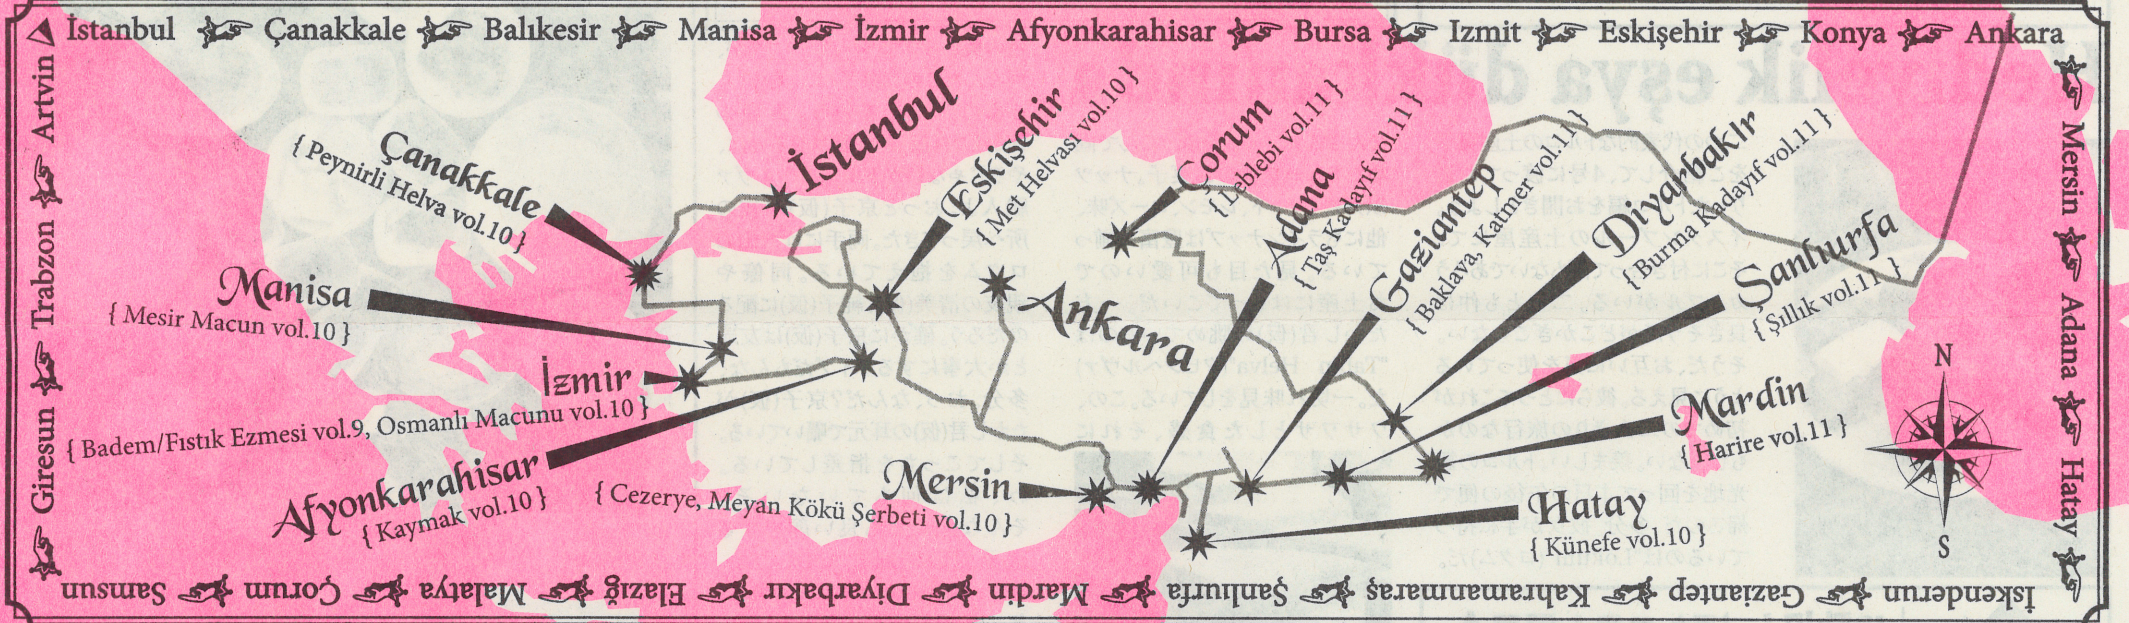 İstanbul Çanakkale Balıkesir Manisa İzmir Afyonkarahisar Bursa Izmit Eskişehir Konya Ankara
Mersin Adana Hatay
İskenderun Gaziantep Kahramanmaraş Şanlıurfa Mardin Diyarbakır Elazığ Malatya Çorum Samsun
Giresun Trabzon Artvin
İstanbul
Çanakkale
{ Peynirli Helva vol.10 }
Eskişehir
{ Met Helvası vol.10 }
Çorum
{ Leblebi vol.11 }
Adana
{ Taş Kadayıf vol.11 }
Gaziantep
{ Baklava, Katmer vol.11 }
Diyarbakır
{ Burma Kadayıf vol.11 }
Şanlıurfa
{ Şıllık vol.11 }
Manisa
{ Mesir Macun vol.10 }
Ankara
İzmir
{ Badem/Fıstık Ezmesi vol.9, Osmanlı Macunu vol.10 }
Mardin
{ Harire vol.11 }
Afyonkarahisar
{ Kaymak vol.10 }
Mersin
{ Cezerye, Meyan Kökü Şerbeti vol.10 }
Hatay
{ Künefe vol.10 }
N
S